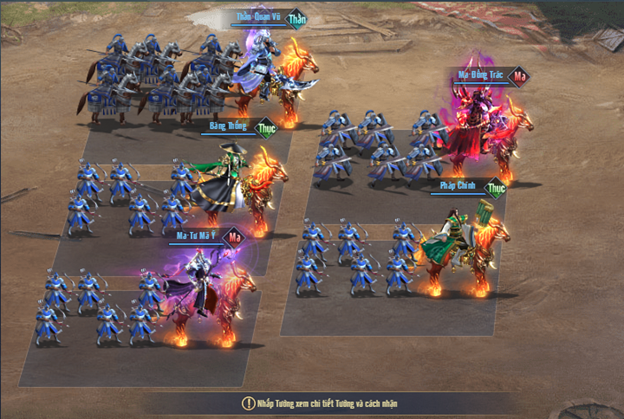 Thần·Quan Vũ
Thần
Ma·Đổng Trác
Ma
Bàng Thống
Thục
Pháp Chính
Thục
Ma·Tư Mã Ý
Ma
Nhấp Tướng xem chi tiết Tướng và cách nhận